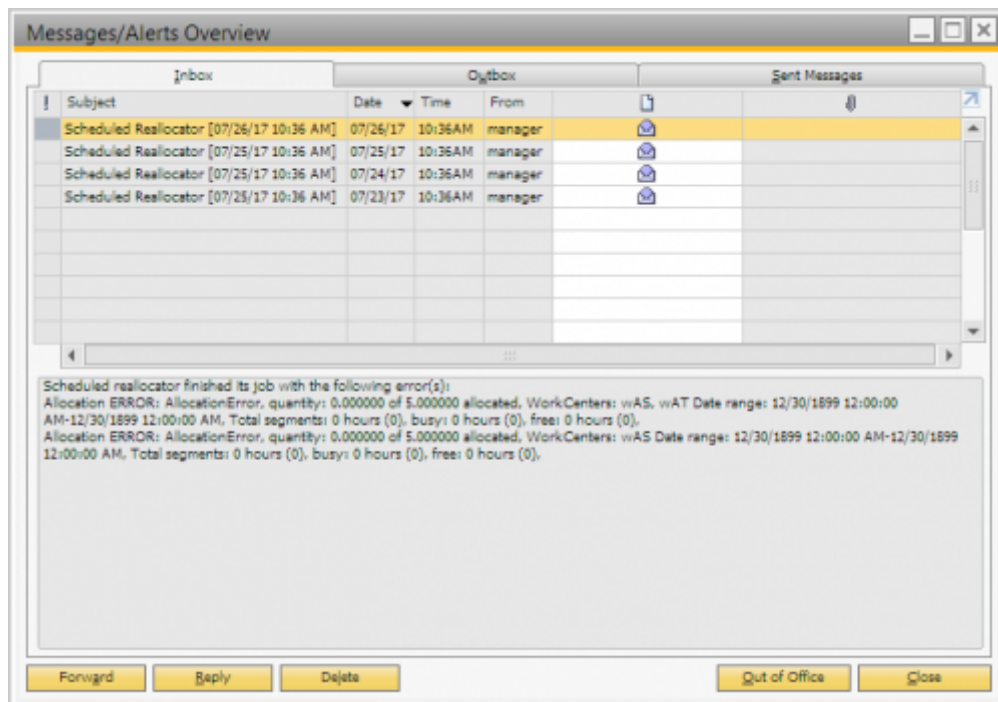 Messages/Alerts Overview
Inbox Outbox Sent Messages
! Subject Date Time From
Scheduled Reallocator [07/26/17 10:36 AM] 07/26/17 10:36AM manager
Scheduled Reallocator [07/25/17 10:36 AM] 07/25/17 10:36AM manager
Scheduled Reallocator [07/25/17 10:36 AM] 07/24/17 10:36AM manager
Scheduled Reallocator [07/25/17 10:36 AM] 07/23/17 10:36AM manager
Scheduled reallocator finished its job with the following error(s):
Allocation ERROR: AllocationError, quantity: 0.000000 of 5.000000 allocated, WorkCenters: wAS, wAT Date range: 12/30/1899 12:00:00
AM-12/30/1899 12:00:00 AM, Total segments: 0 hours (0), busy: 0 hours (0), free: 0 hours (0),
Allocation ERROR: AllocationError, quantity: 0.000000 of 5.000000 allocated, WorkCenters: wAS Date range: 12/30/1899 12:00:00 AM-12/30/1899
12:00:00 AM, Total segments: 0 hours (0), busy: 0 hours (0), free: 0 hours (0),
Forward Reply Delete Out of Office Close